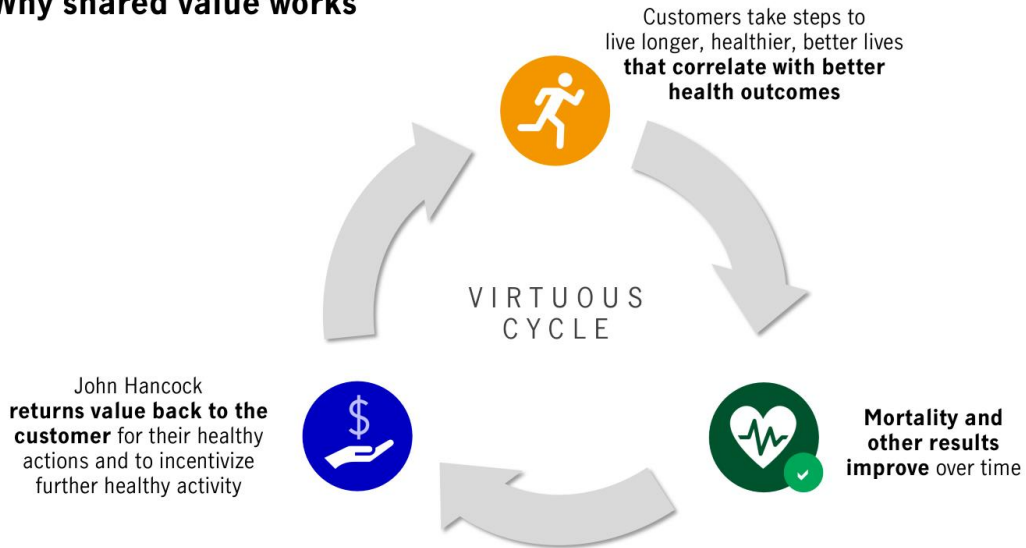 Why shared value works
Customers take steps to
live longer, healthier, better lives
that correlate with better
health outcomes
VIRTUOUS
CYCLE
John Hancock
returns value back to the
customer for their healthy
actions and to incentivize
further healthy activity
$
Mortality and
other results
improve over time